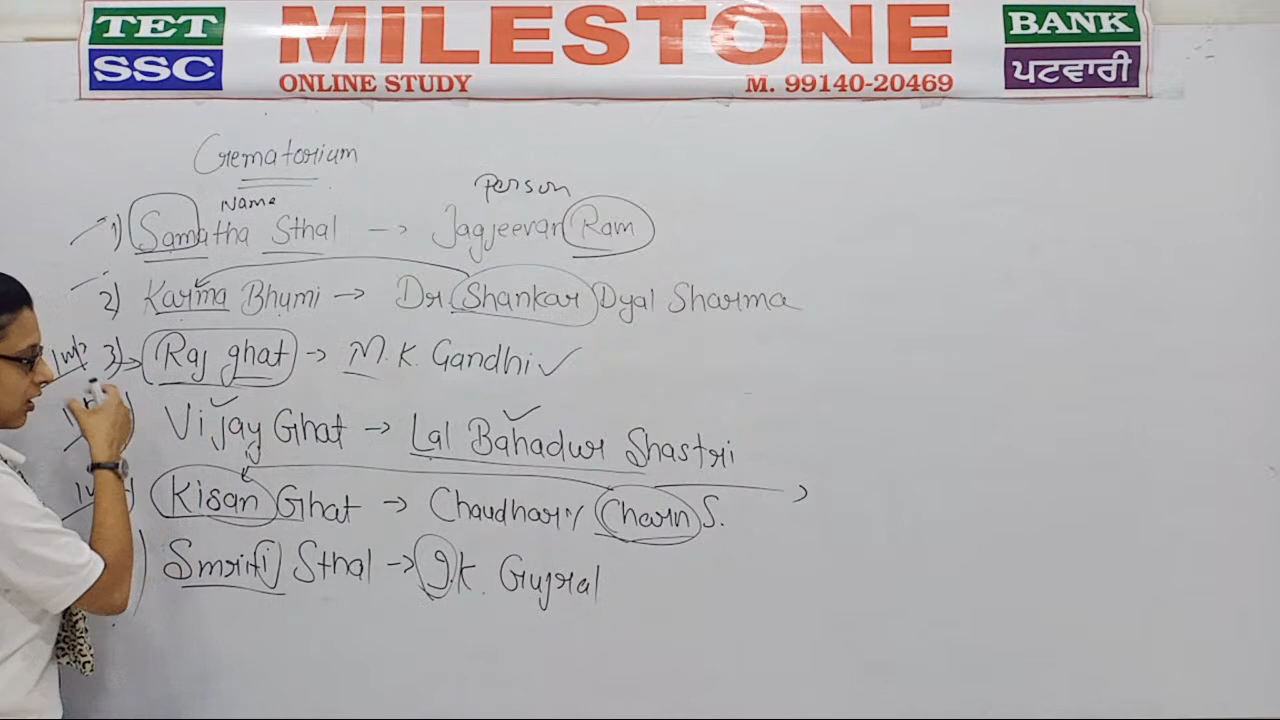 TET MILESTONE BANK
SSC ONLINE STUDY M. 99140-20469 ਪਟਵਾਰੀ
Crematorium
Name Person
1) Samatha Sthal -> Jagjeevan Ram
2) Karma Bhumi -> Dr. Shankar Dyal Sharma
Imp 3) Raj ghat -> M. K. Gandhi ✓
Vijay Ghat -> Lal Bahadur Shastri
Kisan Ghat -> Chaudhary Charn S.
) Smriti Sthal -> I.K. Gujral